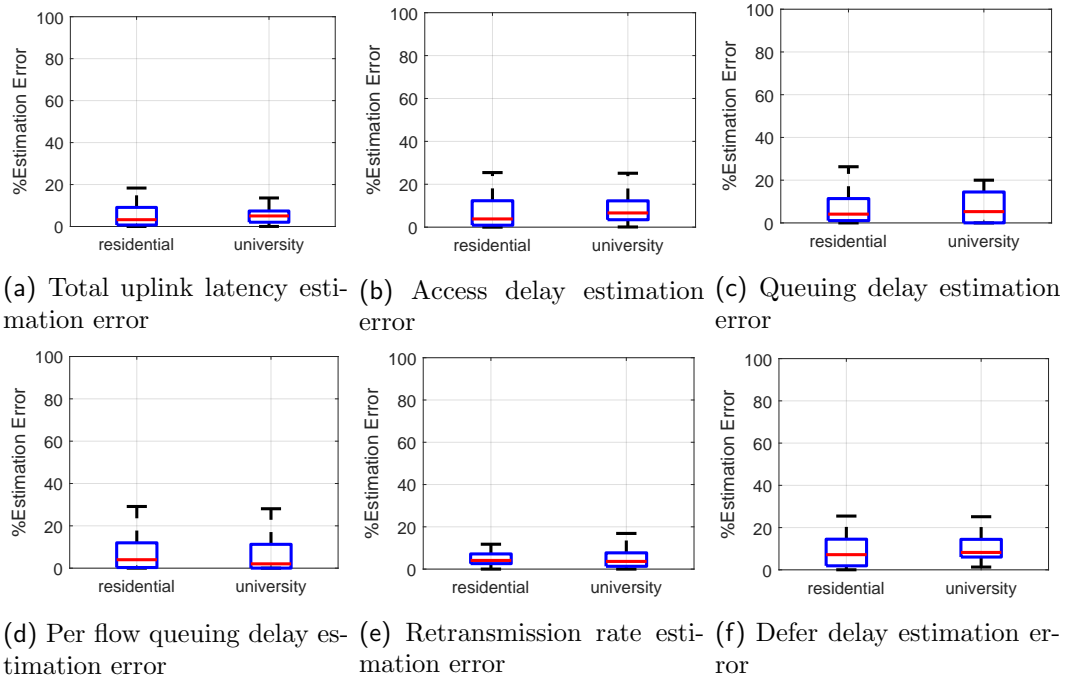 100
80
60
40
20
0
%Estimation Error
residential university
(a) Total uplink latency esti-
mation error
100
80
60
40
20
0
%Estimation Error
residential university
(b) Access delay estimation
error
100
80
60
40
20
0
%Estimation Error
residential university
(c) Queuing delay estimation
error
100
80
60
40
20
0
%Estimation Error
residential university
(d) Per flow queuing delay es-
timation error
100
80
60
40
20
0
%Estimation Error
residential university
(e) Retransmission rate esti-
mation error
100
80
60
40
20
0
%Estimation Error
residential university
(f) Defer delay estimation er-
ror